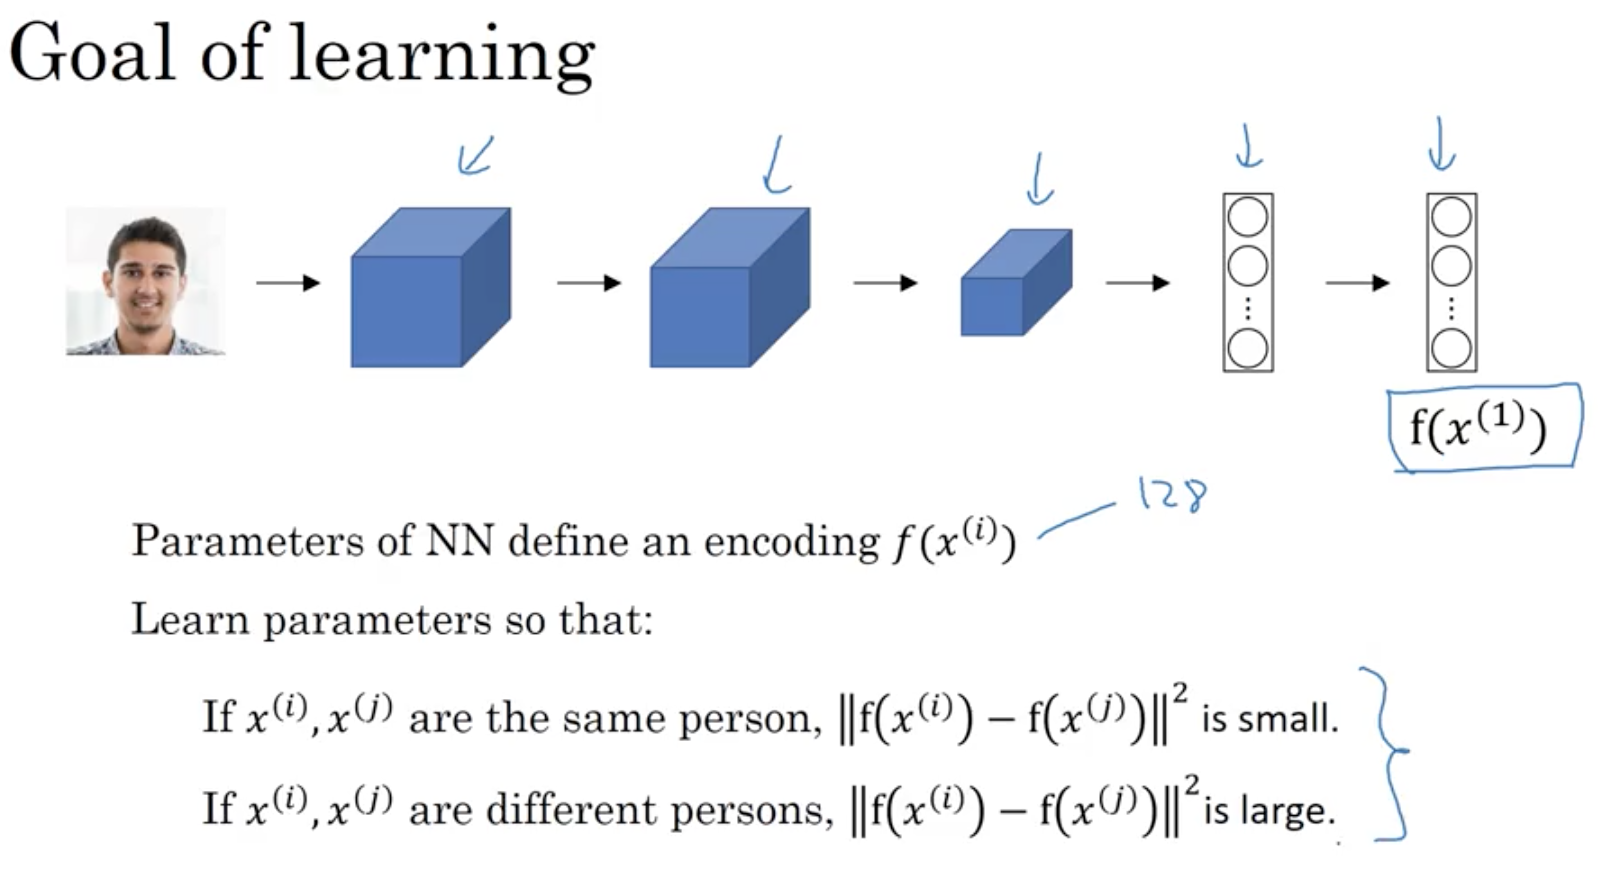 Goal of learning
f(x⁽¹⁾)
128
Parameters of NN define an encoding f(x⁽ⁱ⁾)
Learn parameters so that:
If x⁽ⁱ⁾, x⁽ʲ⁾ are the same person, ‖f(x⁽ⁱ⁾) – f(x⁽ʲ⁾)‖² is small.
If x⁽ⁱ⁾, x⁽ʲ⁾ are different persons, ‖f(x⁽ⁱ⁾) – f(x⁽ʲ⁾)‖² is large.